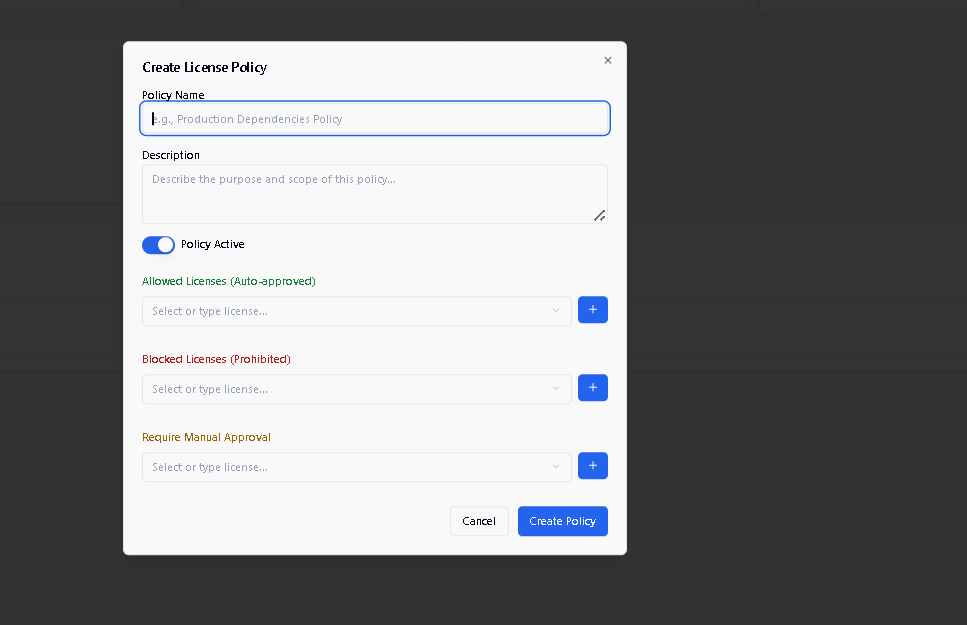 Create License Policy
Policy Name
e.g., Production Dependencies Policy
Description
Describe the purpose and scope of this policy...
Policy Active
Allowed Licenses (Auto-approved)
Select or type license...
Blocked Licenses (Prohibited)
Select or type license...
Require Manual Approval
Select or type license...
Cancel
Create Policy